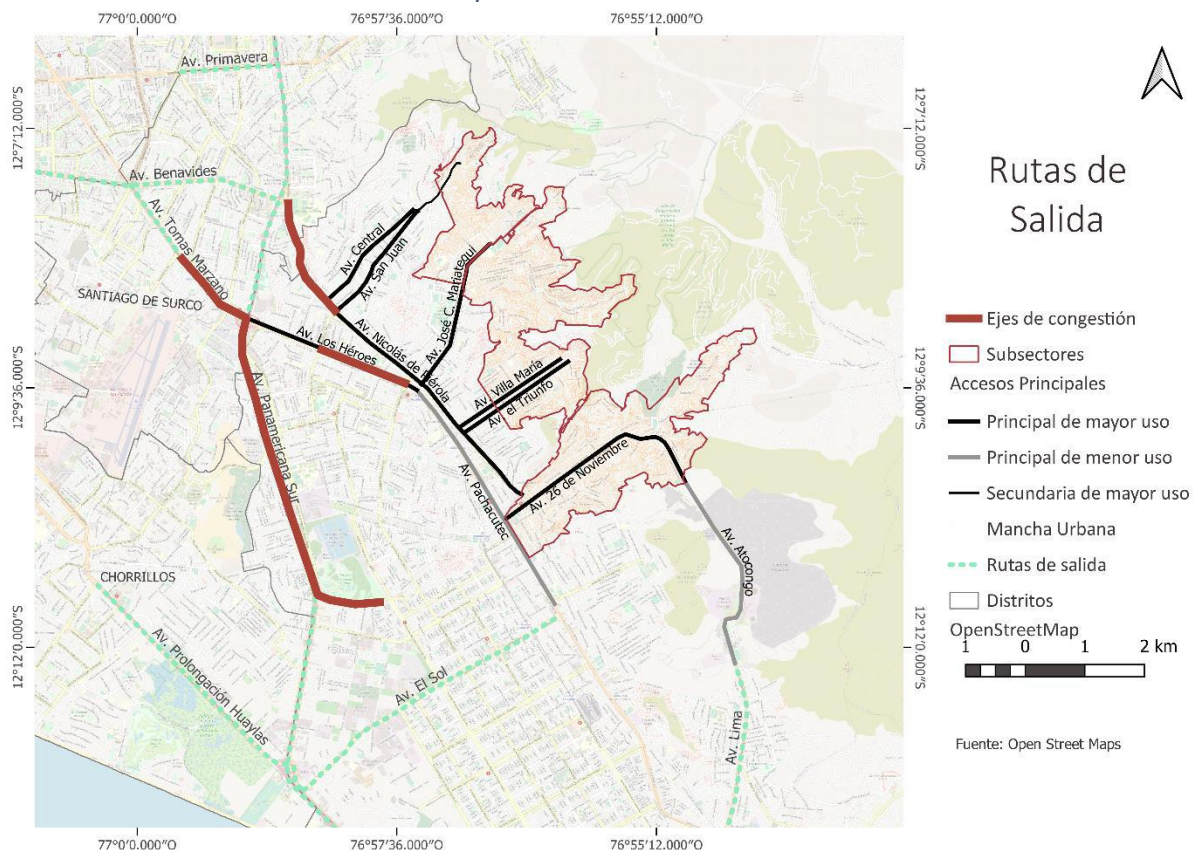 77°0'0.000"O
76°57'36.000"O
76°55'12.000"O
12°7'12.000"S
12°9'36.000"S
12°12'0.000"S
12°7'12.000"S
12°9'36.000"S
12°12'0.000"S
Av. Primavera
Av. Benavides
Av. Tomas Marzano
SANTIAGO DE SURCO
Av. Central
Av. San Juan
Av. José C. Mariategui
Av. Nicolás de Piérola
Av. Los Héroes
Av. Villa Maria
Av. el Triunfo
Av. Panamericana Sur
Av. 26 de Noviembre
Av. Pachacutec
Av. Atocongo
CHORRILLOS
Av. Prolongación Huaylas
Av. El Sol
Av. Lima
77°0'0.000"O
76°57'36.000"O
76°55'12.000"O
Rutas de
Salida
Ejes de congestión
Subsectores
Accesos Principales
Principal de mayor uso
Principal de menor uso
Secundaria de mayor uso
Mancha Urbana
Rutas de salida
Distritos
OpenStreetMap
1 0 1 2 km
Fuente: Open Street Maps